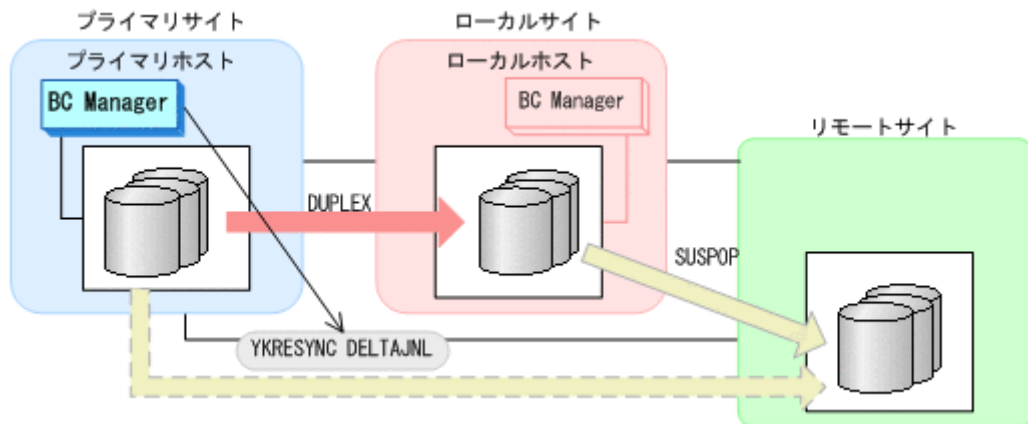 プライマリサイト
ローカルサイト
プライマリホスト
ローカルホスト
BC Manager
BC Manager
リモートサイト
DUPLEX
SUSPOP
YKRESYNC DELTAJNL